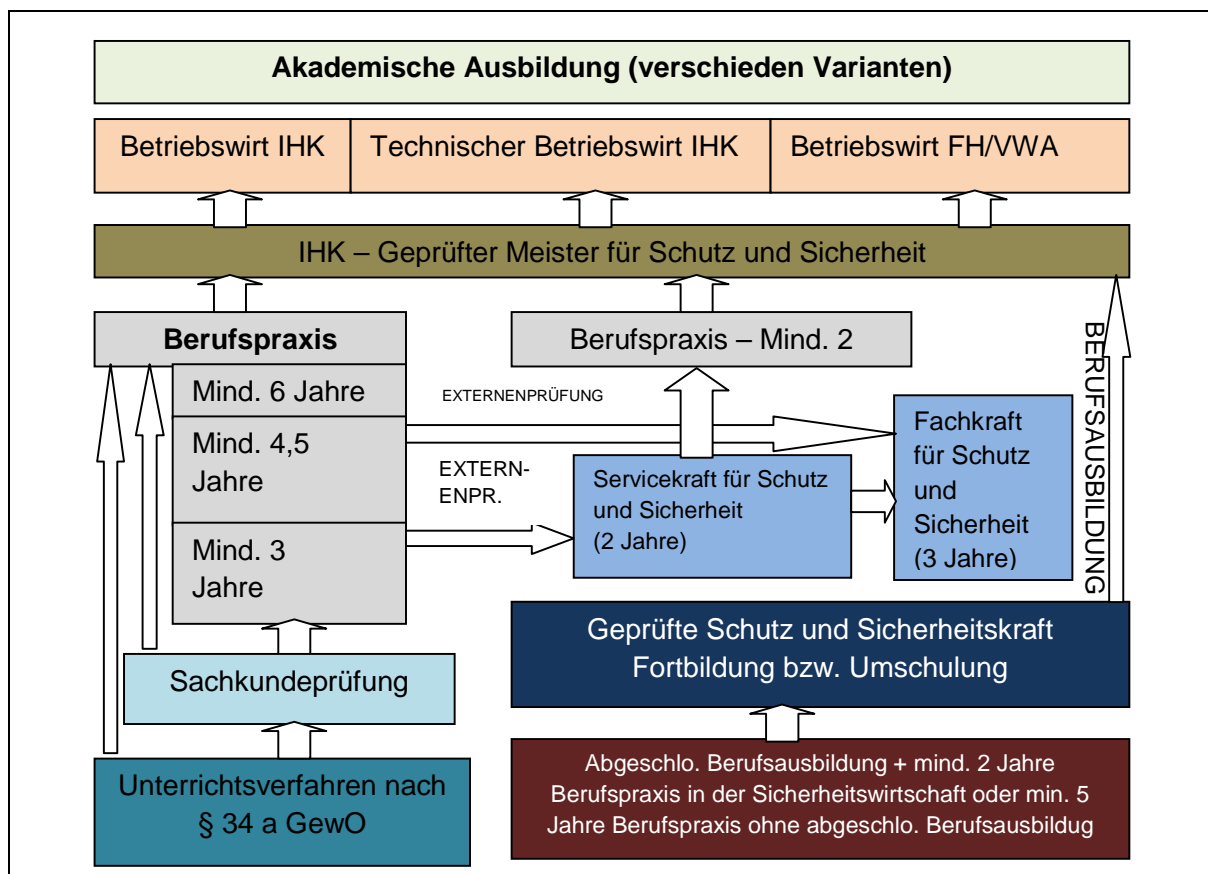 Akademische Ausbildung (verschieden Varianten)
Betriebswirt IHK
Technischer Betriebswirt IHK
Betriebswirt FH/VWA
IHK – Geprüfter Meister für Schutz und Sicherheit
Berufspraxis
Berufspraxis – Mind. 2
BERUFSAUSBILDUNG
Mind. 6 Jahre
Mind. 4,5
Jahre
Mind. 3
Jahre
EXTERNENPRÜFUNG
EXTERN-
ENPR.
Servicekraft für Schutz
und Sicherheit
(2 Jahre)
Fachkraft
für Schutz
und
Sicherheit
(3 Jahre)
Geprüfte Schutz und Sicherheitskraft
Fortbildung bzw. Umschulung
Sachkundeprüfung
Unterrichtsverfahren nach
§ 34 a GewO
Abgeschlo. Berufsausbildung + mind. 2 Jahre
Berufspraxis in der Sicherheitswirtschaft oder min. 5
Jahre Berufspraxis ohne abgeschlo. Berufsausbildug